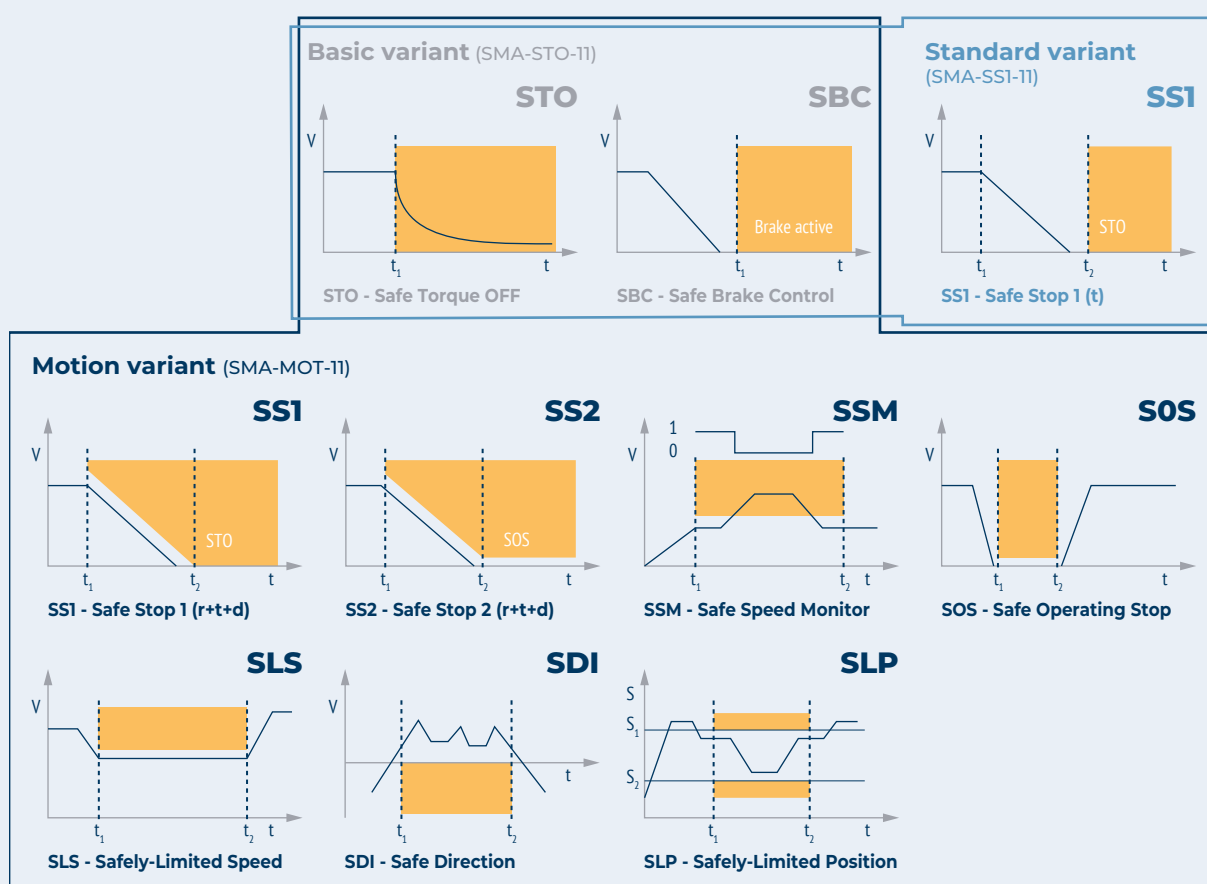 Basic variant (SMA-STO-11)
STO
V
t1
t
STO - Safe Torque OFF
SBC
V
Brake active
t1
t
SBC - Safe Brake Control
Standard variant
(SMA-SS1-11)
SS1
V
STO
t1
t2
t
SS1 - Safe Stop 1 (t)
Motion variant (SMA-MOT-11)
SS1
V
STO
t1
t2
t
SS1 - Safe Stop 1 (r+t+d)
SS2
V
SOS
t1
t2
t
SS2 - Safe Stop 2 (r+t+d)
SSM
1
0
V
t1
t2
t
SSM - Safe Speed Monitor
S0S
V
t1
t2
t
SOS - Safe Operating Stop
SLS
V
t1
t2
t
SLS - Safely-Limited Speed
SDI
V
t
t1
t2
SDI - Safe Direction
SLP
S
S1
S2
t1
t2
t
SLP - Safely-Limited Position